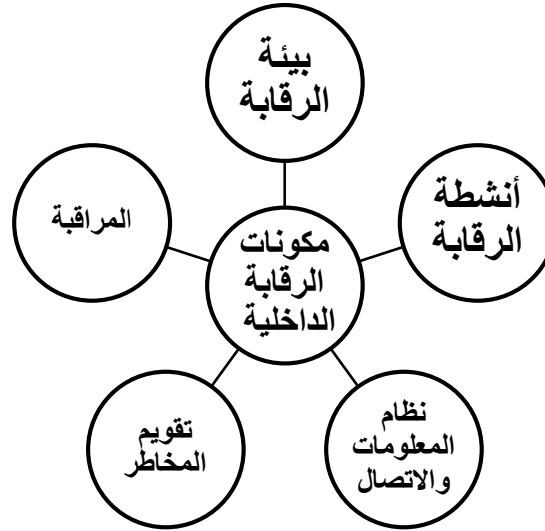 بيئة
الرقابة
أنشطة
الرقابة
المراقبة
مكونات
الرقابة
الداخلية
نظام
المعلومات
والاتصال
تقويم
المخاطر